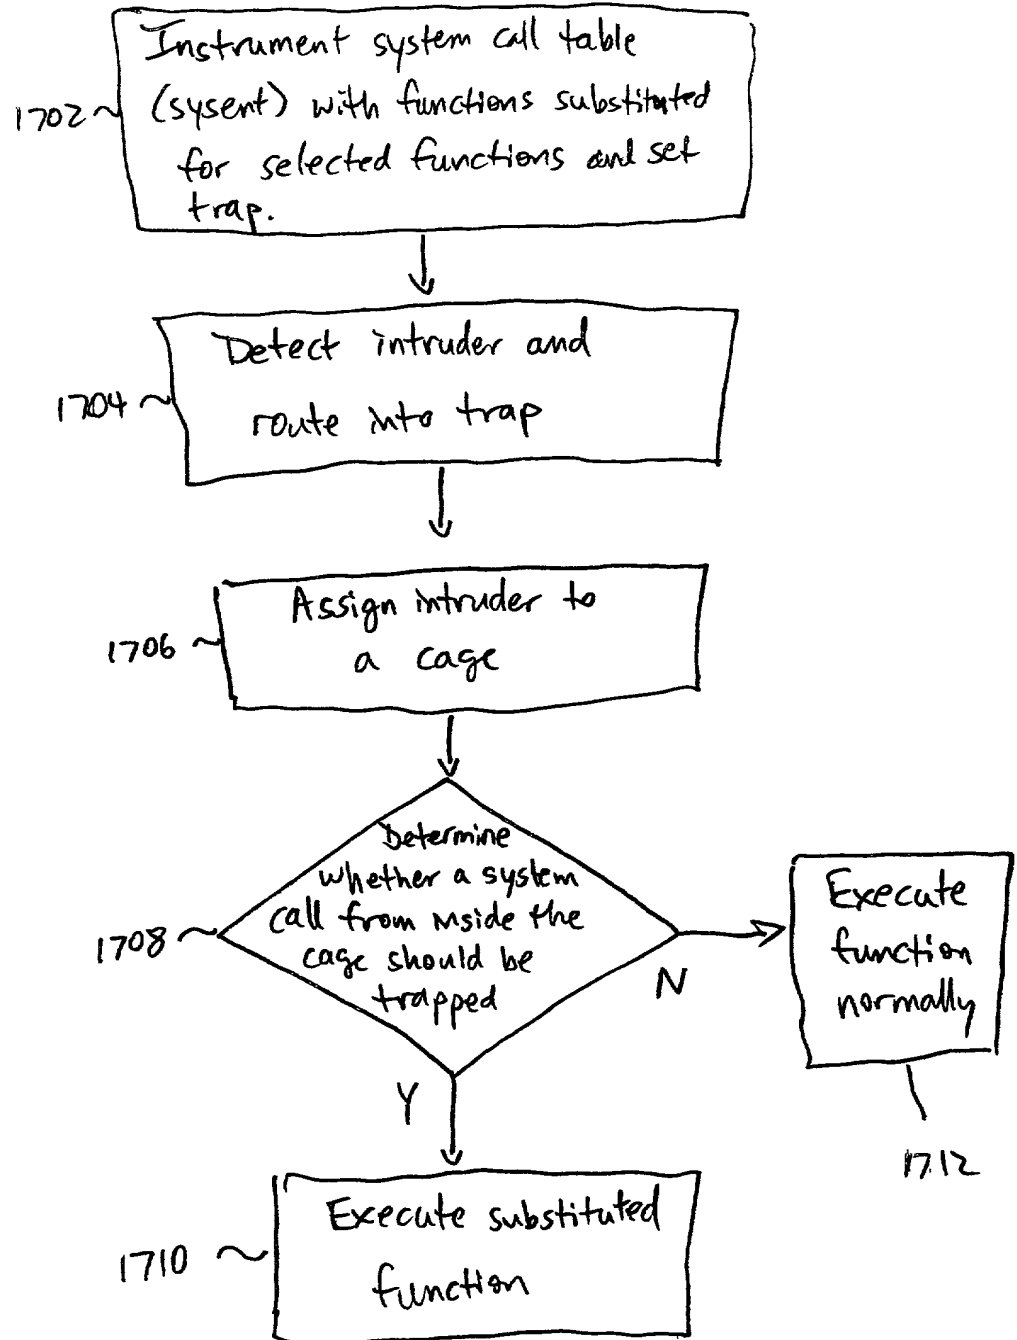 Instrument system call table
1702 (sysent) with functions substituted
for selected functions and set
trap.
Detect intruder and
1704 route into trap
Assign intruder to
1706 a cage
Determine
whether a system
call from inside the
1708 cage should be
trapped
N
Execute
function
normally
1712
Y
Execute substituted
1710 function